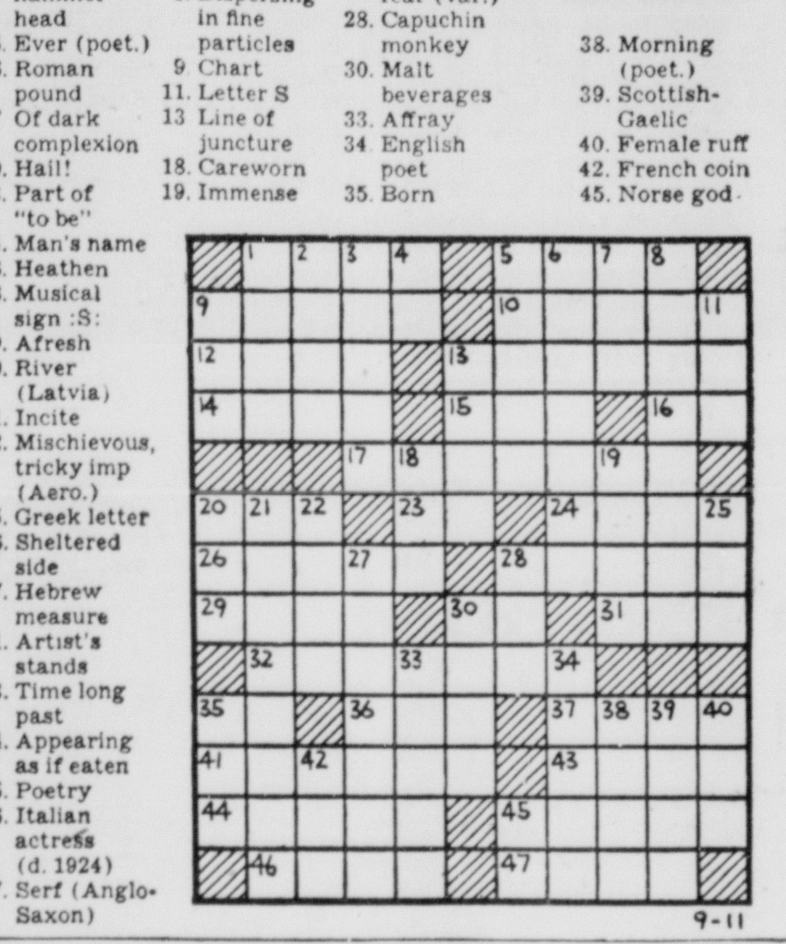 head
Ever (poet.)
Roman
pound
Of dark
complexion
Hail!
Part of
"to be"
Man's name
Heathen
Musical
sign :S:
Afresh
River
(Latvia)
Incite
Mischievous,
tricky imp
(Aero.)
Greek letter
Sheltered
side
Hebrew
measure
Artist's
stands
Time long
past
Appearing
as if eaten
Poetry
Italian
actress
(d. 1924)
Serf (Anglo-
Saxon)
in fine
particles
9 Chart
11. Letter S
13 Line of
juncture
18. Careworn
19. Immense
28. Capuchin
monkey
30. Malt
beverages
33. Affray
34 English
poet
35. Born
38. Morning
(poet.)
39. Scottish-
Gaelic
40. Female ruff
42. French coin
45. Norse god
1 2 3 4 5 6 7 8
9 10 11
12 13
14 15 16
17 18 19
20 21 22 23 24 25
26 27 28
29 30 31
32 33 34
35 36 37 38 39 40
41 42 43
44 45
46 47
9-11